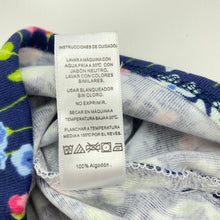 INSTRUCCIONES DE CUIDADO:
LAVAR A MÁQUINA CON
AGUA FRÍA A 30°C CON
JABÓN NEUTRO.
LAVAR CON COLORES
SIMILARES.
USAR BLANQUEADOR
SIN CLORO.
NO EXPRIMIR.
SECAR EN MÁQUINA A
TEMPERATURA BAJA.
PLANCHAR A TEMPERATURA
MEDIA 150°C POR EL REVÉS.
100% Algodón